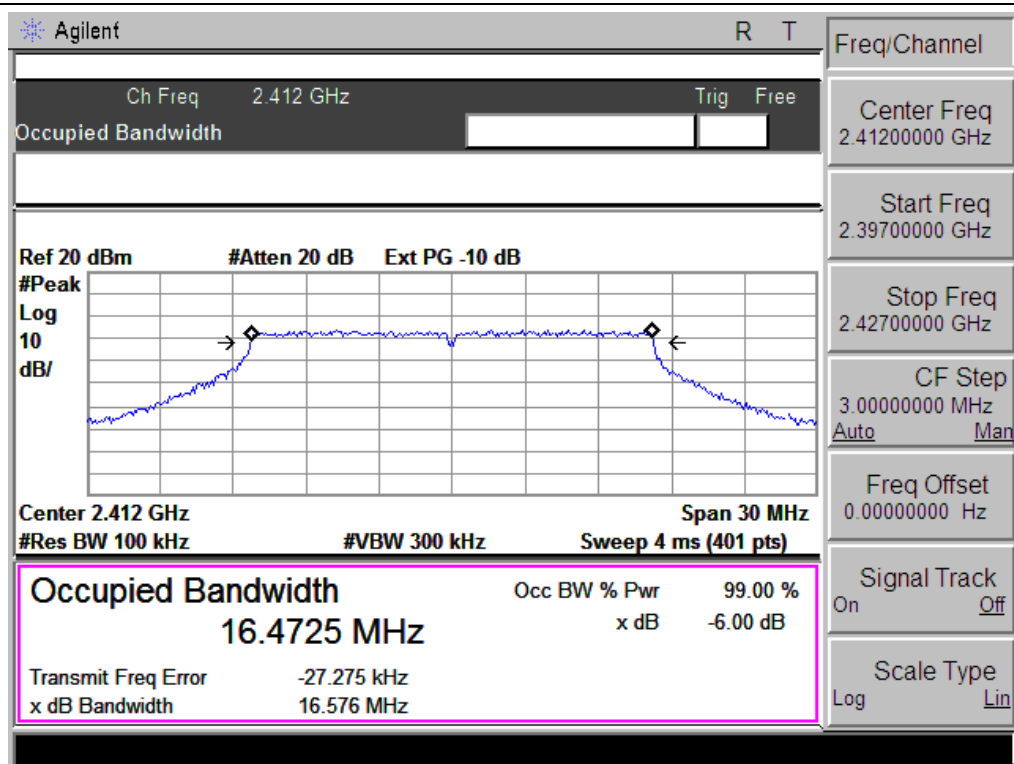 Agilent R T
Ch Freq 2.412 GHz Trig Free
Occupied Bandwidth
Ref 20 dBm #Atten 20 dB Ext PG -10 dB
#Peak
Log
10
dB/
Center 2.412 GHz Span 30 MHz
#Res BW 100 kHz #VBW 300 kHz Sweep 4 ms (401 pts)
Occupied Bandwidth Occ BW % Pwr 99.00 %
16.4725 MHz x dB -6.00 dB
Transmit Freq Error -27.275 kHz
x dB Bandwidth 16.576 MHz
Freq/Channel
Center Freq
2.41200000 GHz
Start Freq
2.39700000 GHz
Stop Freq
2.42700000 GHz
CF Step
3.00000000 MHz
Auto Man
Freq Offset
0.00000000 Hz
Signal Track
On Off
Scale Type
Log Lin